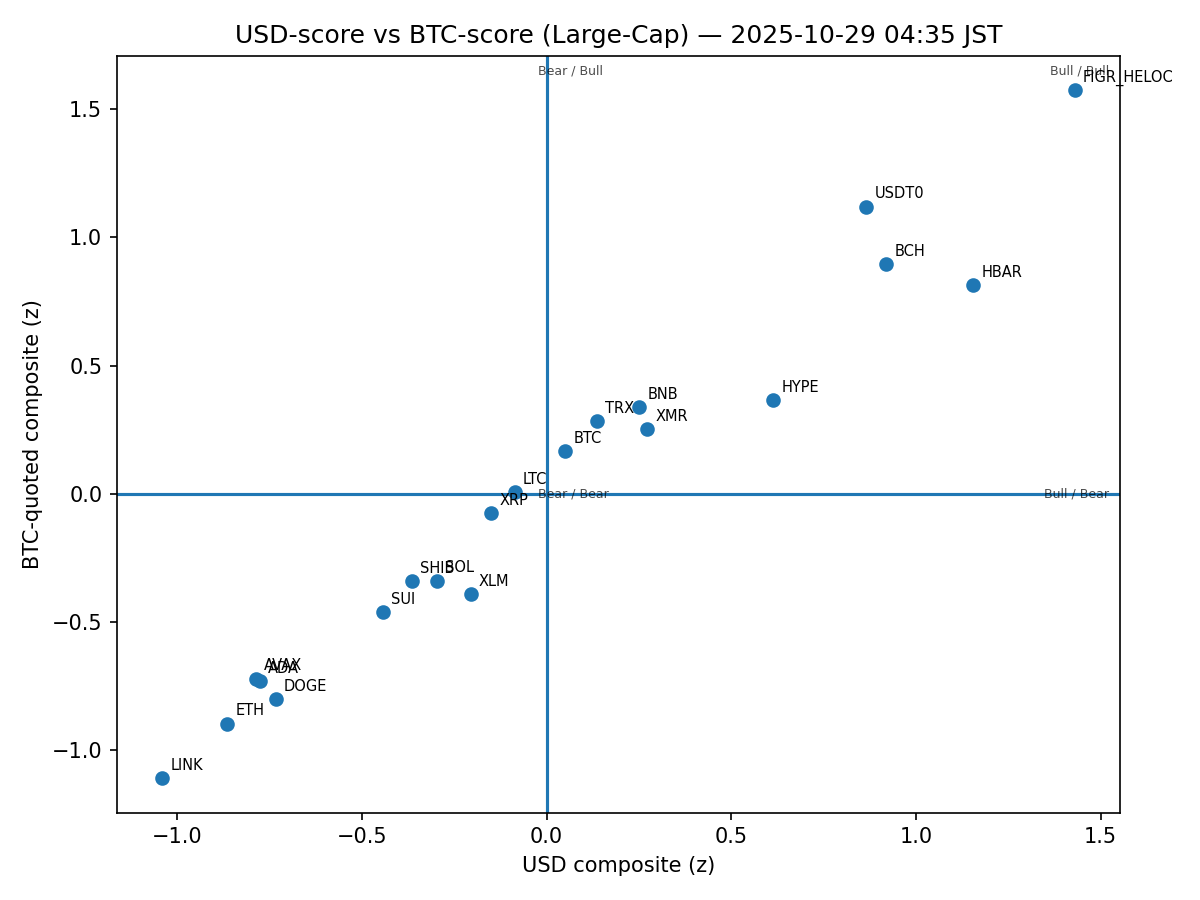 USD-score vs BTC-score (Large-Cap) — 2025-10-29 04:35 JST
Bear / Bull
Bull / Bull
FIGR_HELOC
1.5
USDT0
1.0
BCH
HBAR
0.5
HYPE
BNB
TRX
XMR
BTC
LTC
0.0
Bear / Bear
Bull / Bear
XRP
SHIB
SOL
XLM
−0.5
SUI
AVAX
ADA
DOGE
ETH
−1.0
LINK
−1.0
−0.5
0.0
0.5
1.0
1.5
USD composite (z)
BTC-quoted composite (z)